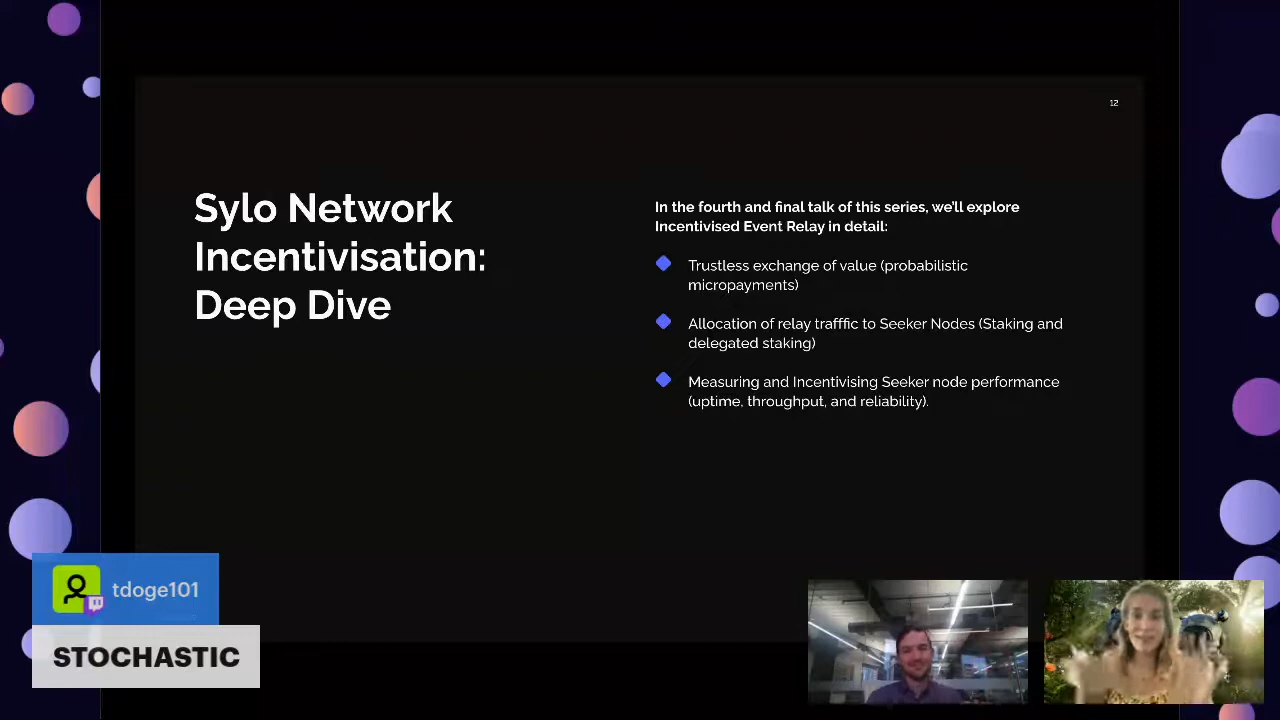 12
Sylo Network
Incentivisation:
Deep Dive
In the fourth and final talk of this series, we'll explore
Incentivised Event Relay in detail:
Trustless exchange of value (probabilistic
micropayments)
Allocation of relay trafffic to Seeker Nodes (Staking and
delegated staking)
Measuring and Incentivising Seeker node performance
(uptime, throughput, and reliability).
tdoge101
STOCHASTIC